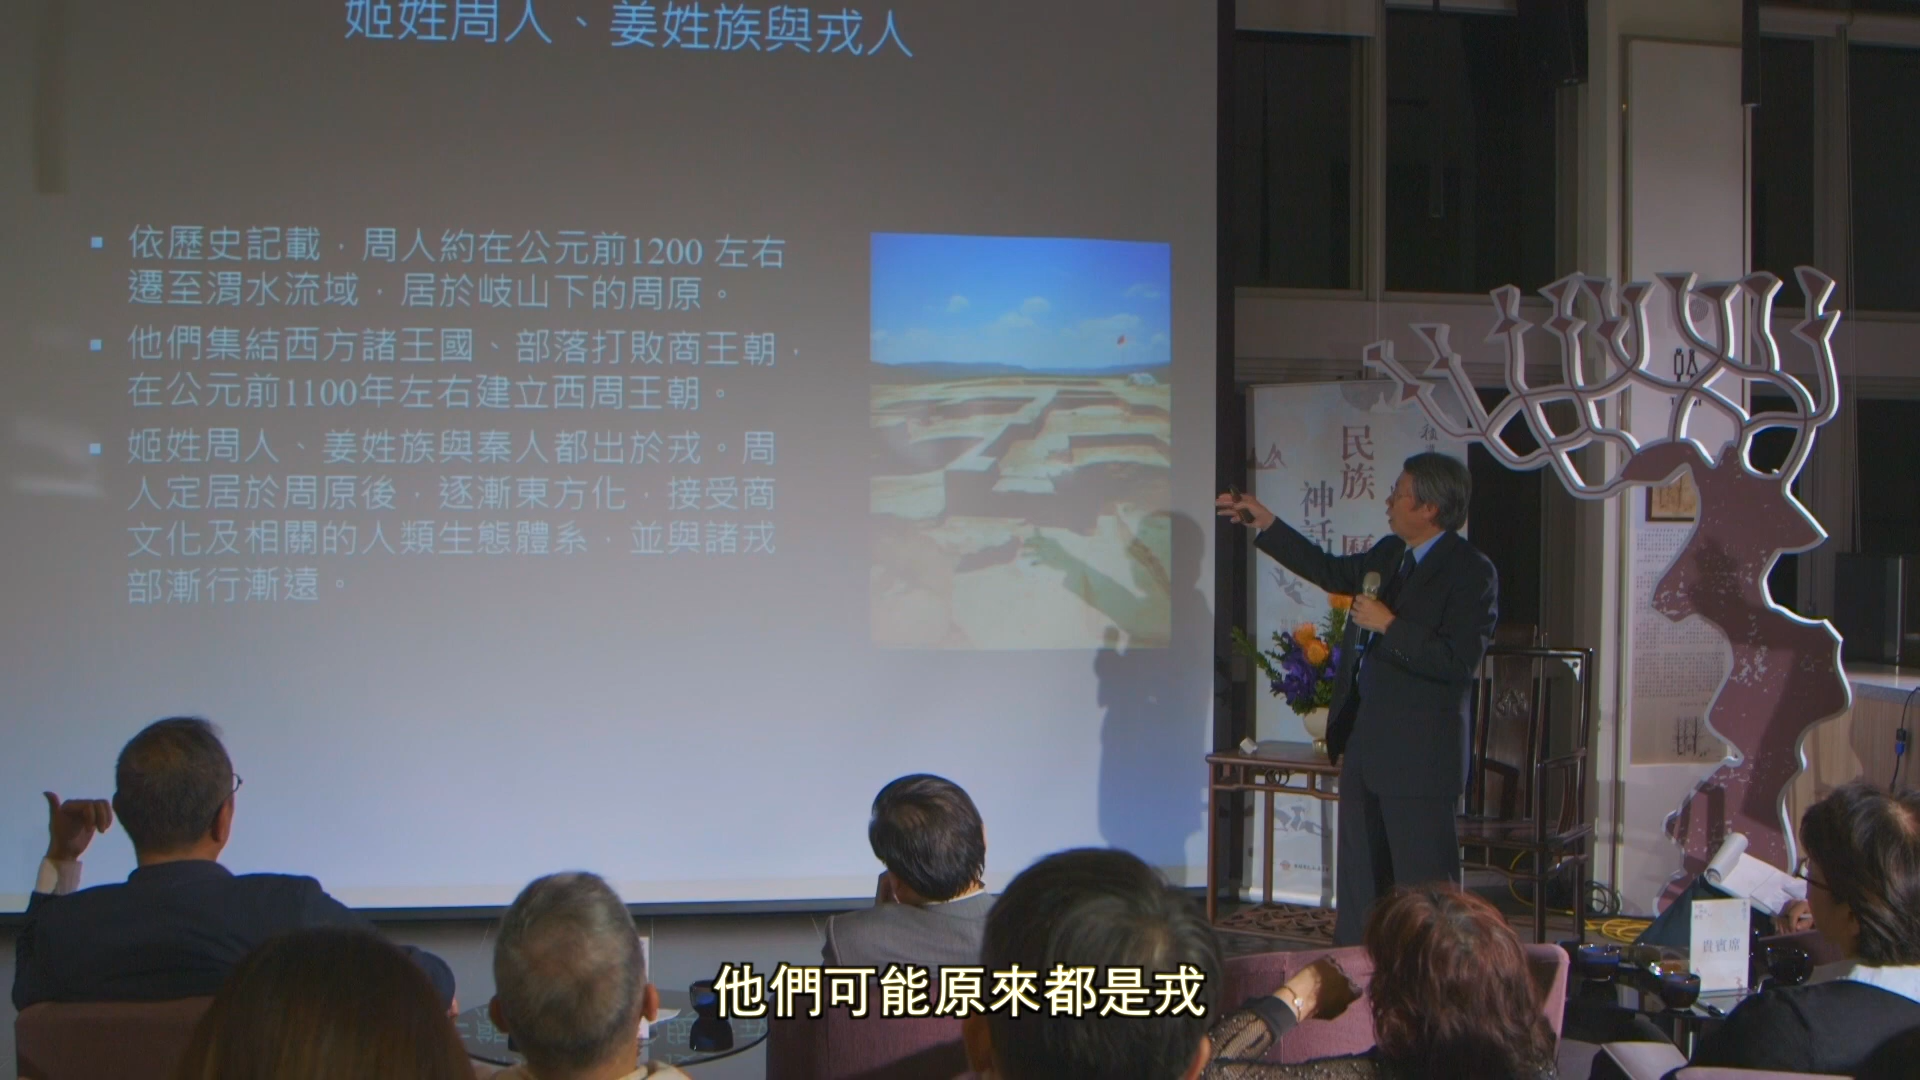 姬姓周人、姜姓族與戎人
▪ 依歷史記載，周人約在公元前1200 左右
遷至渭水流域，居於岐山下的周原。
▪ 他們集結西方諸王國、部落打敗商王朝，
在公元前1100年左右建立西周王朝。
▪ 姬姓周人、姜姓族與秦人都出於戎。周
人定居於周原後，逐漸東方化，接受商
文化及相關的人類生態體系，並與諸戎
部漸行漸遠。
民族
神話
貴賓席
他們可能原來都是戎